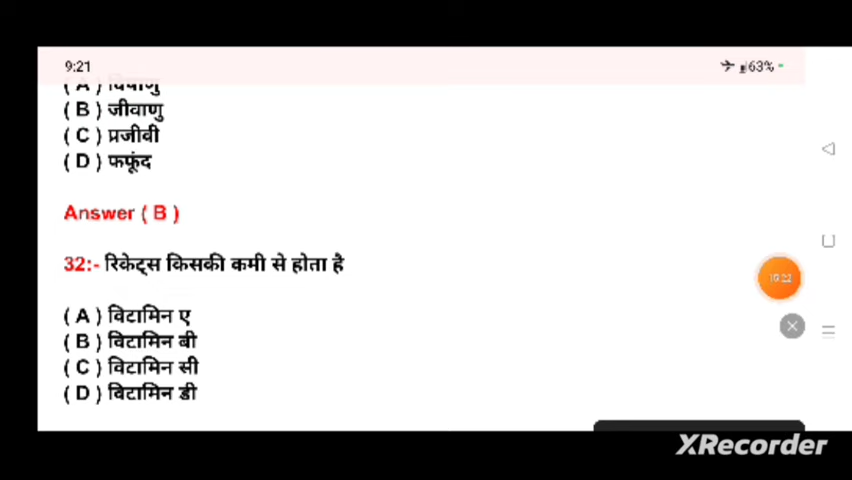 9:21
63%
( A ) विषाणु
( B ) जीवाणु
( C ) प्रजीवी
( D ) फफूंद
Answer ( B )
32:- रिकेट्स किसकी कमी से होता है
( A ) विटामिन ए
( B ) विटामिन बी
( C ) विटामिन सी
( D ) विटामिन डी
XRecorder